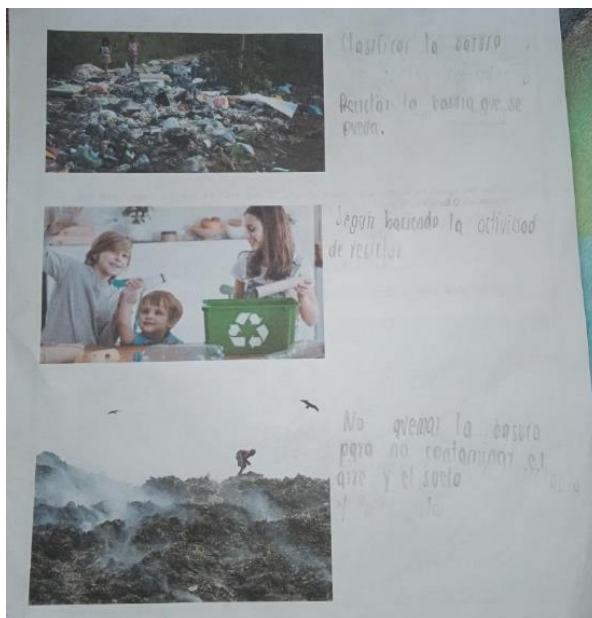 Clasificar la basura
Reciclar la basura que se
pueda.
Seguir haciendo la actividad
de reciclar
No quemar la basura
para no contaminar el
aire y el suelo